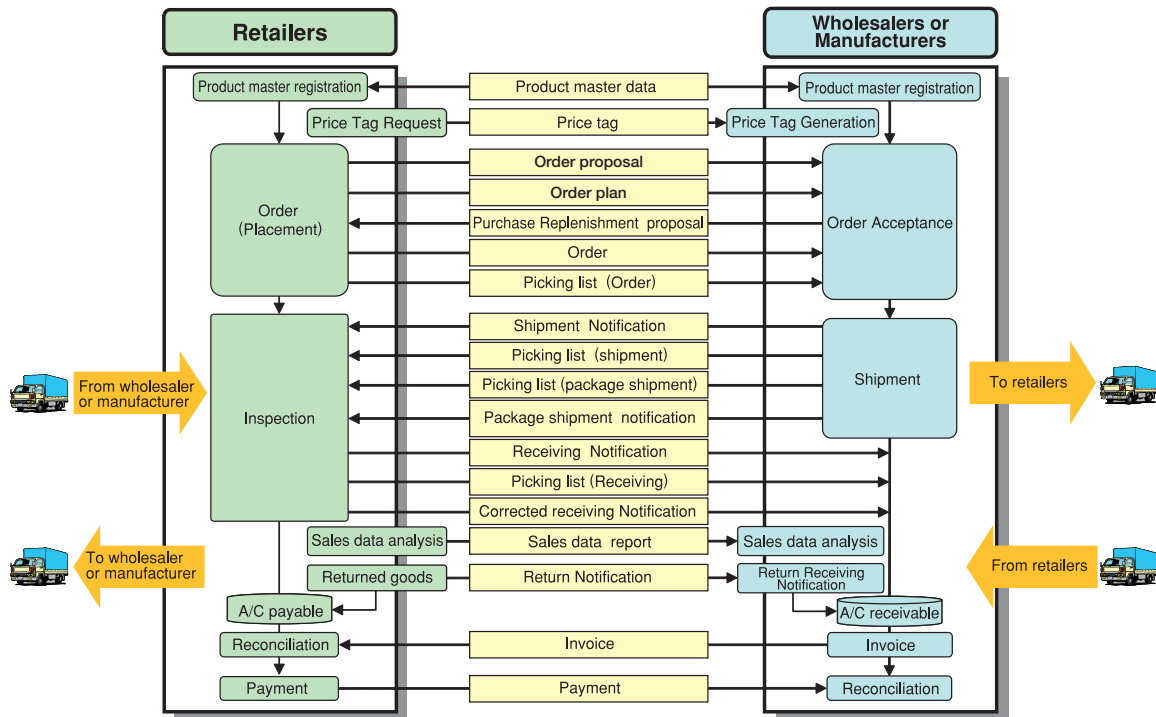 Retailers
Wholesalers or
Manufacturers
Product master registration
Product master data
Product master registration
Price Tag Request
Price tag
Price Tag Generation
Order
(Placement)
Order proposal
Order plan
Purchase Replenishment proposal
Order
Picking list (Order)
Order Acceptance
From wholesaler
or manufacturer
Inspection
Shipment Notification
Picking list (shipment)
Picking list (package shipment)
Package shipment notification
Receiving Notification
Picking list (Receiving)
Corrected receiving Notification
Shipment
To retailers
To wholesaler
or manufacturer
Sales data analysis
Sales data report
Sales data analysis
Returned goods
Return Notification
Return Receiving
Notification
From retailers
A/C payable
A/C receivable
Reconciliation
Invoice
Invoice
Payment
Payment
Reconciliation